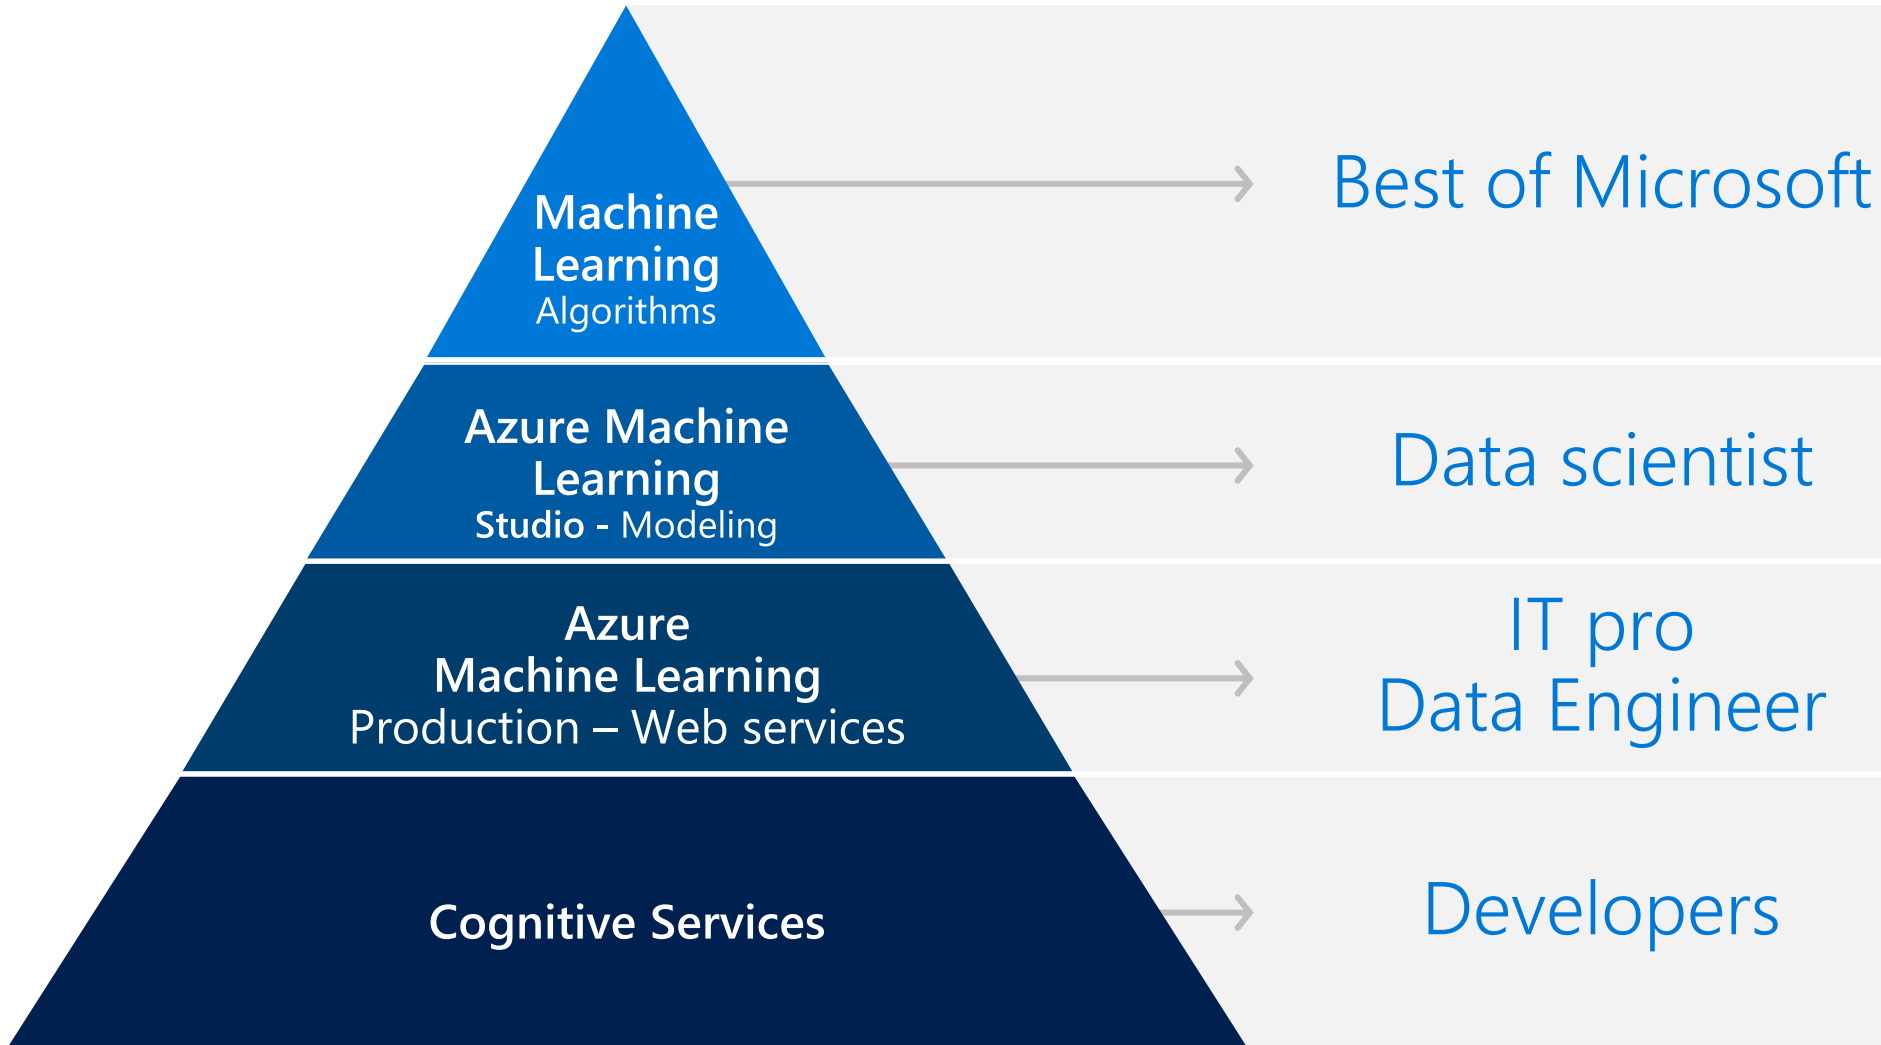 Machine
Learning
Algorithms
Best of Microsoft
Azure Machine
Learning
Studio - Modeling
Data scientist
Azure
Machine Learning
Production – Web services
IT pro
Data Engineer
Cognitive Services
Developers